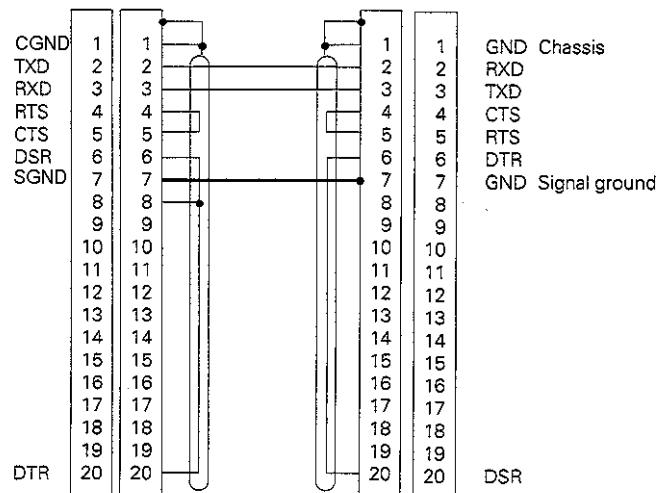 CGND 1 1 1 1 GND Chassis
TXD 2 2 2 2 RXD
RXD 3 3 3 3 TXD
RTS 4 4 4 4 CTS
CTS 5 5 5 5 RTS
DSR 6 6 6 6 DTR
SGND 7 7 7 7 GND Signal ground
8 8 8 8
9 9 9 9
10 10 10 10
11 11 11 11
12 12 12 12
13 13 13 13
14 14 14 14
15 15 15 15
16 16 16 16
17 17 17 17
18 18 18 18
19 19 19 19
DTR 20 20 20 20 DSR